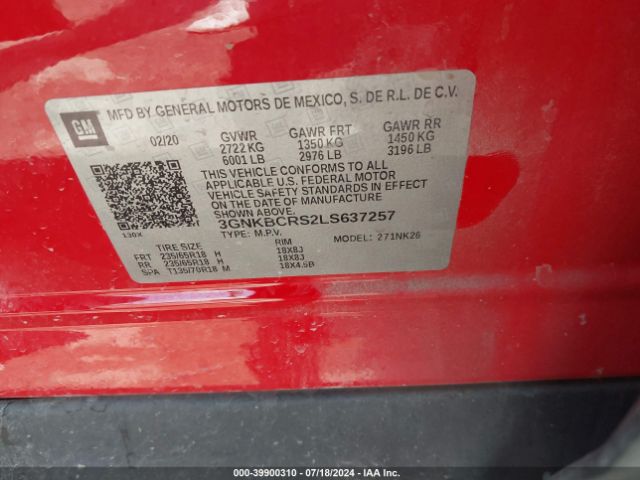 GM
MFD BY GENERAL MOTORS DE MEXICO, S. DE R.L. DE C.V.
02/20 GVWR GAWR FRT GAWR RR
2722 KG 1350 KG 1450 KG
6001 LB 2976 LB 3196 LB
THIS VEHICLE CONFORMS TO ALL
APPLICABLE U.S. FEDERAL MOTOR
VEHICLE SAFETY STANDARDS IN EFFECT
ON THE DATE OF MANUFACTURE
SHOWN ABOVE.
130X
3GNKBCRS2LS637257
TYPE: M.P.V. MODEL: 271NK26
TIRE SIZE RIM
FRT 235/65R18 H 18X8J
RR 235/65R18 H 18X8J
SPA T135/70R18 M 18X4.5B
000-39900310 / 07/18/2024 - IAA Inc.